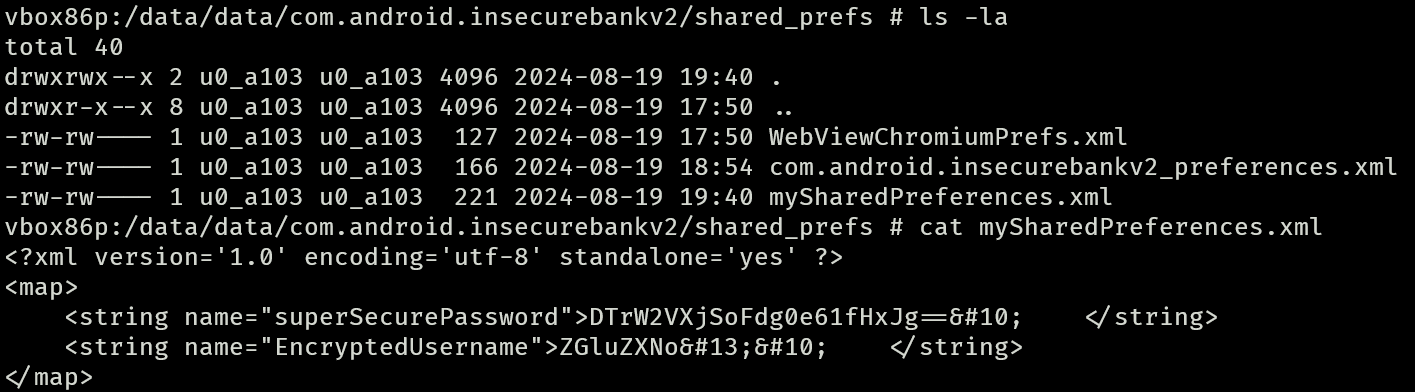 vbox86p:/data/data/com.android.insecurebankv2/shared_prefs # ls -la
total 40
drwxrwx--x 2 u0_a103 u0_a103 4096 2024-08-19 19:40 .
drwxr-x--x 8 u0_a103 u0_a103 4096 2024-08-19 17:50 ..
-rw-rw---- 1 u0_a103 u0_a103  127 2024-08-19 17:50 WebViewChromiumPrefs.xml
-rw-rw---- 1 u0_a103 u0_a103  166 2024-08-19 18:54 com.android.insecurebankv2_preferences.xml
-rw-rw---- 1 u0_a103 u0_a103  221 2024-08-19 19:40 mySharedPreferences.xml
vbox86p:/data/data/com.android.insecurebankv2/shared_prefs # cat mySharedPreferences.xml
<?xml version='1.0' encoding='utf-8' standalone='yes' ?>
<map>
    <string name="superSecurePassword">DTrW2VXjSoFdg0e61fHxJg==&#10;    </string>
    <string name="EncryptedUsername">ZGluZXNo&#13;&#10;    </string>
</map>